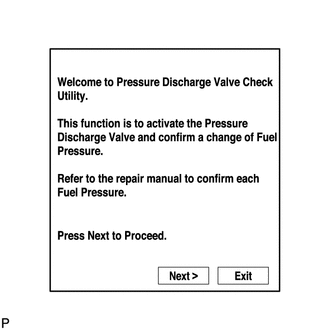 Welcome to Pressure Discharge Valve Check
Utility.
This function is to activate the Pressure
Discharge Valve and confirm a change of Fuel
Pressure.
Refer to the repair manual to confirm each
Fuel Pressure.
Press Next to Proceed.
Next > Exit
P